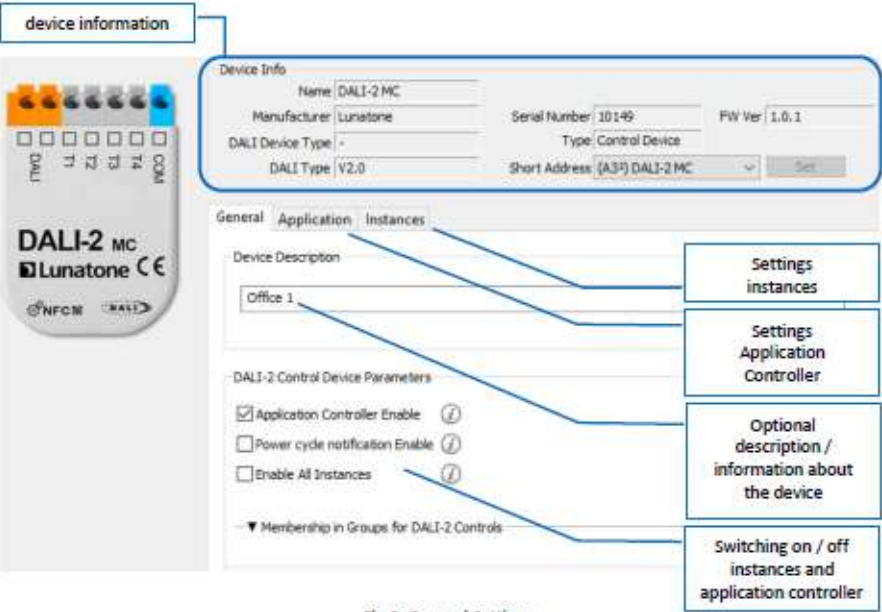 device information
Device Info
Name DALI-2 MC
Manufacturer Lunatone Serial Number 10149 FW Ver 1.0.1
DALI Device Type - Type Control Device
DALI Type V2.0 Short Address (A3²) DALI-2 MC Set
DALI T1 T2 T3 T4 COM
DALI-2 MC
Lunatone CE
NFC DALI
General Application Instances
Device Description
Office 1
Settings
instances
Settings
Application
Controller
DALI-2 Control Device Parameters
Application Controller Enable
Power cycle notification Enable
Enable All Instances
▼ Membership in Groups for DALI-2 Controls
Optional
description /
information about
the device
Switching on / off
instances and
application controller